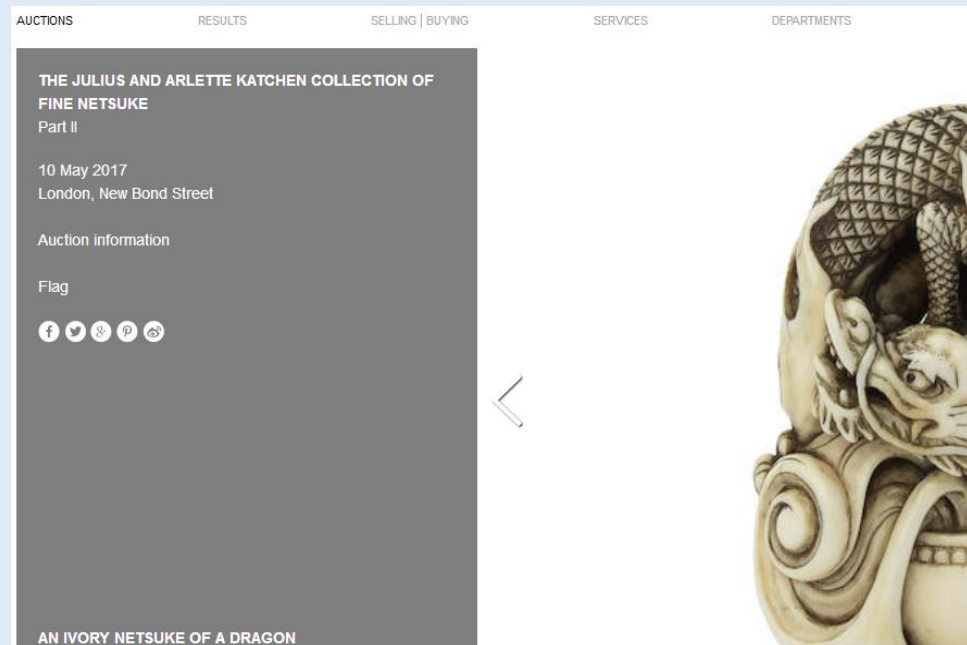 AUCTIONS RESULTS SELLING | BUYING SERVICES DEPARTMENTS
THE JULIUS AND ARLETTE KATCHEN COLLECTION OF
FINE NETSUKE
Part II
10 May 2017
London, New Bond Street
Auction information
Flag
AN IVORY NETSUKE OF A DRAGON